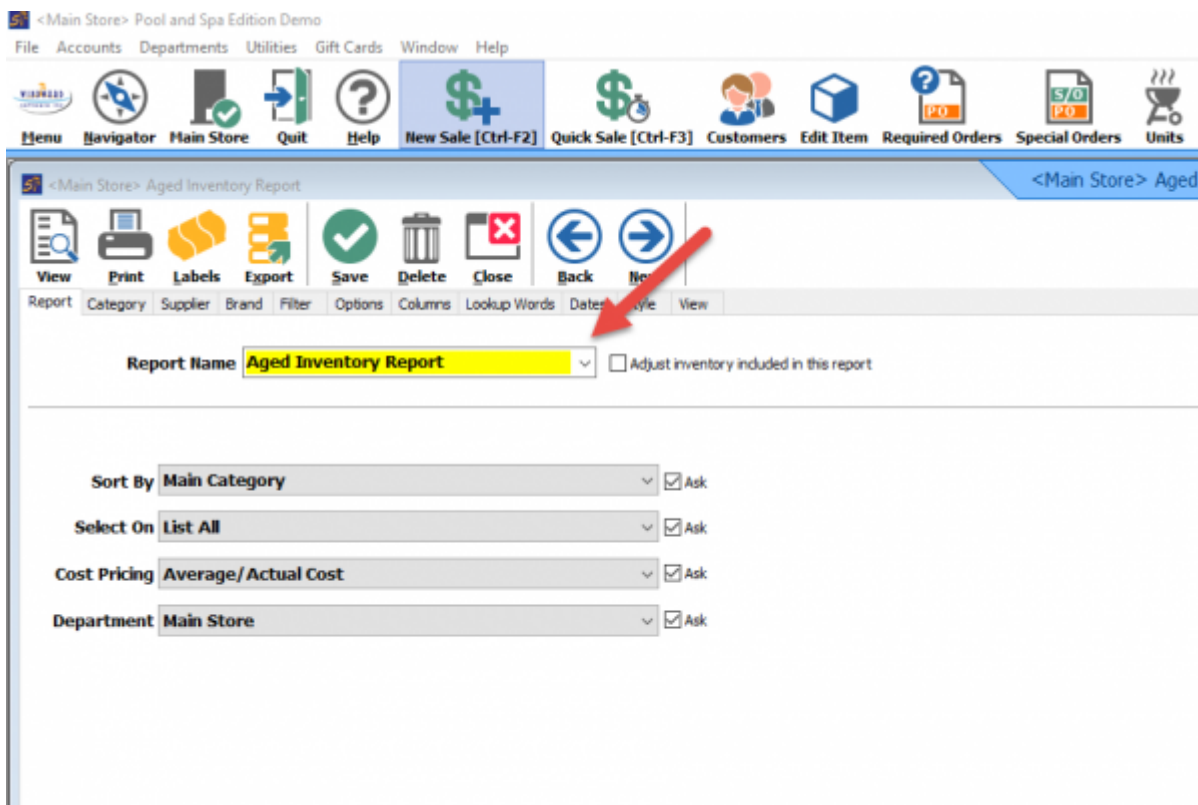 <Main Store> Pool and Spa Edition Demo
File Accounts Departments Utilities Gift Cards Window Help
WINDWARD
PO S/O PO
Menu Navigator Main Store Quit Help New Sale [Ctrl-F2] Quick Sale [Ctrl-F3] Customers Edit Item Required Orders Special Orders Units
<Main Store> Aged Inventory Report <Main Store> Aged
View Print Labels Export Save Delete Close Back
Report Category Supplier Brand Filter Options Columns Lookup Words Dates Style View
Report Name Aged Inventory Report Adjust inventory included in this report
Sort By Main Category Ask
Select On List All Ask
Cost Pricing Average/Actual Cost Ask
Department Main Store Ask